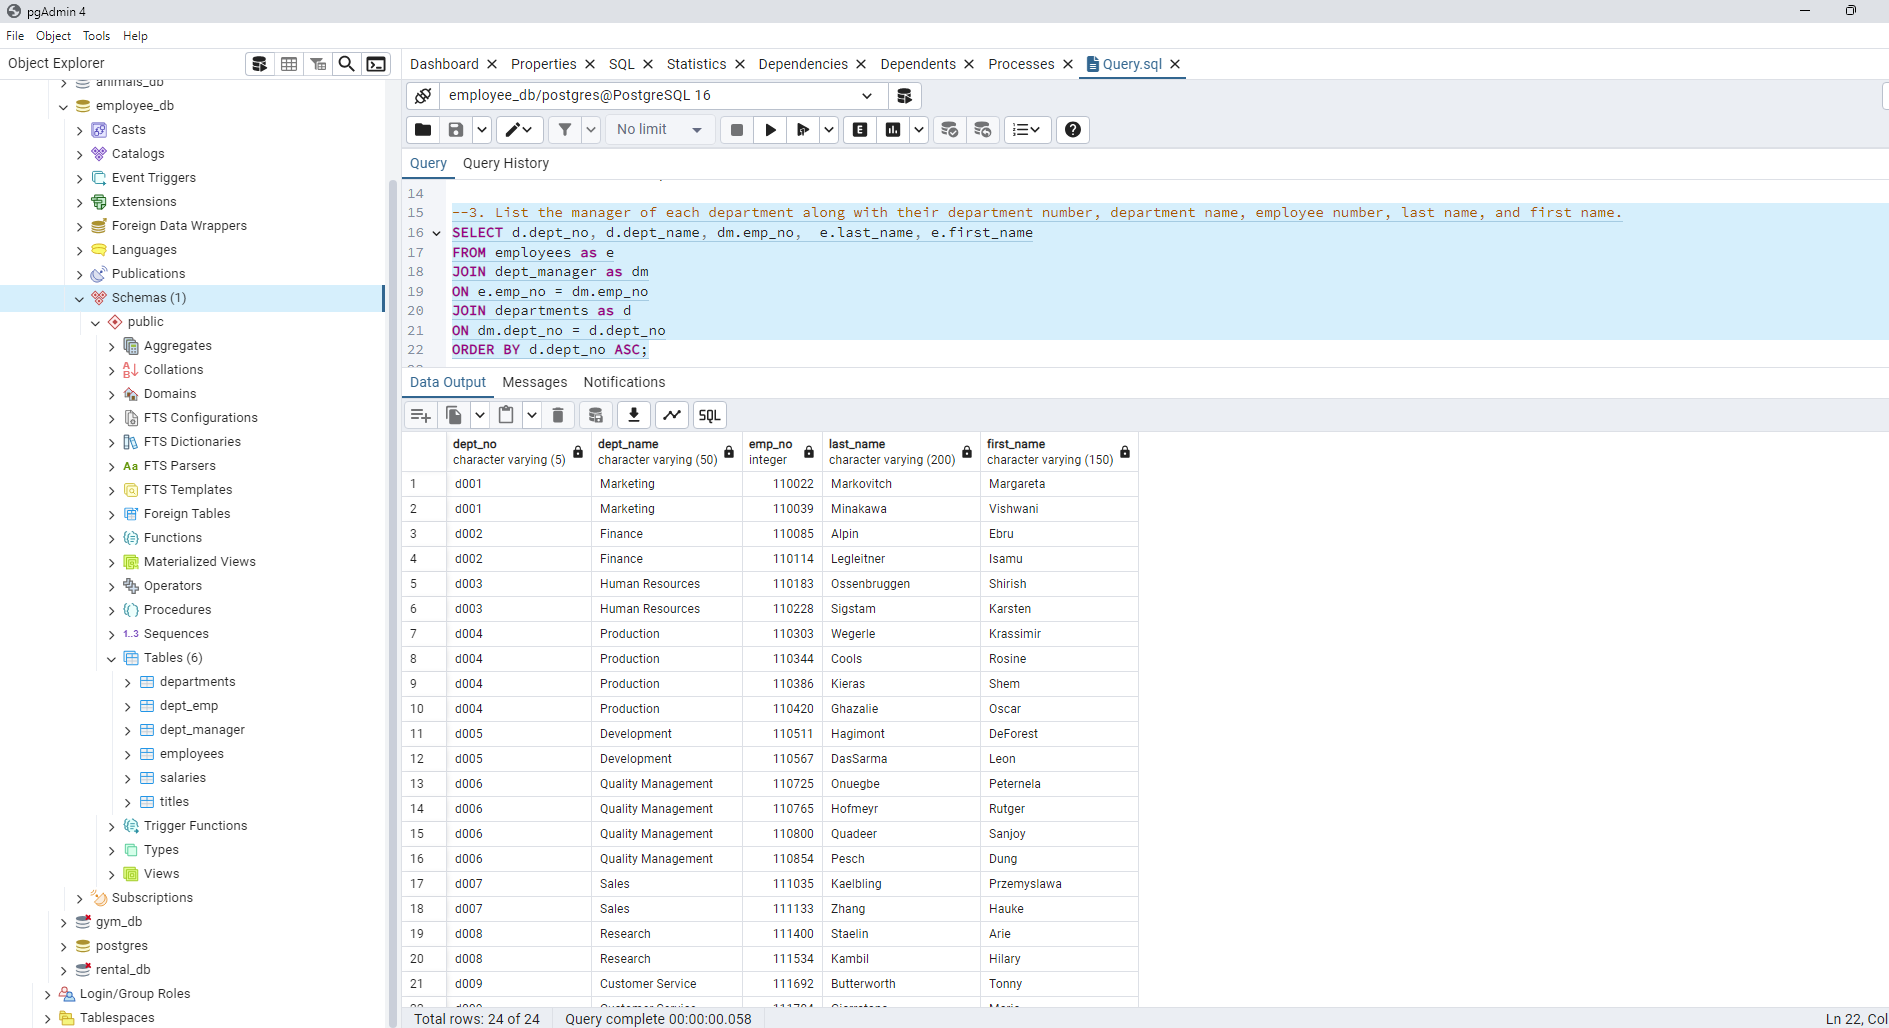 pgAdmin 4
File Object Tools Help
Object Explorer
animals_db
employee_db
Casts
Catalogs
Event Triggers
Extensions
Foreign Data Wrappers
Languages
Publications
Schemas (1)
public
Aggregates
Collations
Domains
FTS Configurations
FTS Dictionaries
Aa FTS Parsers
FTS Templates
Foreign Tables
Functions
Materialized Views
Operators
Procedures
1..3 Sequences
Tables (6)
departments
dept_emp
dept_manager
employees
salaries
titles
Trigger Functions
Types
Views
Subscriptions
gym_db
postgres
rental_db
Login/Group Roles
Tablespaces
Dashboard Properties SQL Statistics Dependencies Dependents Processes Query.sql
employee_db/postgres@PostgreSQL 16
No limit E
Query Query History
14
15 --3. List the manager of each department along with their department number, department name, employee number, last name, and first name.
16 SELECT d.dept_no, d.dept_name, dm.emp_no,  e.last_name, e.first_name
17 FROM employees as e
18 JOIN dept_manager as dm
19 ON e.emp_no = dm.emp_no
20 JOIN departments as d
21 ON dm.dept_no = d.dept_no
22 ORDER BY d.dept_no ASC;
Data Output Messages Notifications
SQL
dept_no dept_name emp_no last_name first_name
character varying (5) character varying (50) integer character varying (200) character varying (150)
1 d001 Marketing 110022 Markovitch Margareta
2 d001 Marketing 110039 Minakawa Vishwani
3 d002 Finance 110085 Alpin Ebru
4 d002 Finance 110114 Legleitner Isamu
5 d003 Human Resources 110183 Ossenbruggen Shirish
6 d003 Human Resources 110228 Sigstam Karsten
7 d004 Production 110303 Wegerle Krassimir
8 d004 Production 110344 Cools Rosine
9 d004 Production 110386 Kieras Shem
10 d004 Production 110420 Ghazalie Oscar
11 d005 Development 110511 Hagimont DeForest
12 d005 Development 110567 DasSarma Leon
13 d006 Quality Management 110725 Onuegbe Peternela
14 d006 Quality Management 110765 Hofmeyr Rutger
15 d006 Quality Management 110800 Quadeer Sanjoy
16 d006 Quality Management 110854 Pesch Dung
17 d007 Sales 111035 Kaelbling Przemyslawa
18 d007 Sales 111133 Zhang Hauke
19 d008 Research 111400 Staelin Arie
20 d008 Research 111534 Kambil Hilary
21 d009 Customer Service 111692 Butterworth Tonny
Total rows: 24 of 24 Query complete 00:00:00.058 Ln 22, Col